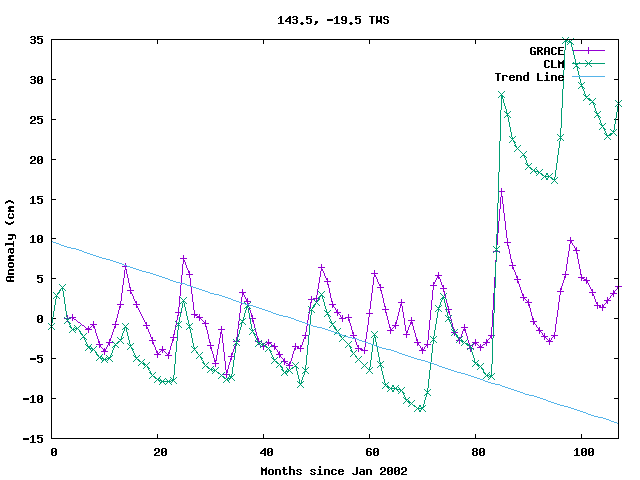 143.5, -19.5 TWS
GRACE
CLM
Trend Line
35
30
25
20
15
10
5
0
-5
-10
-15
Anomaly (cm)
0 20 40 60 80 100
Months since Jan 2002